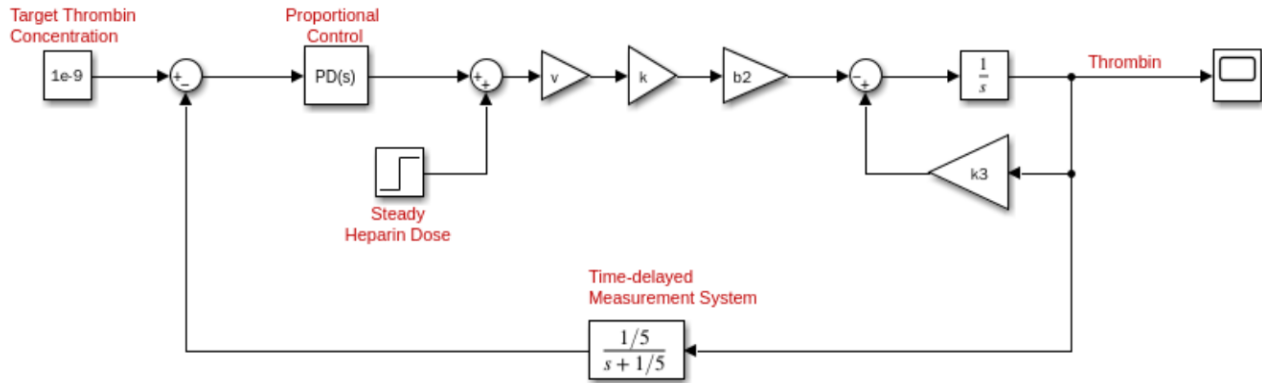 Target Thrombin
Concentration
Proportional
Control
1e-9
+
−
PD(s)
+
+
v
k
b2
−
+
1
s
Thrombin
k3
Steady
Heparin Dose
Time-delayed
Measurement System
1/5
s + 1/5